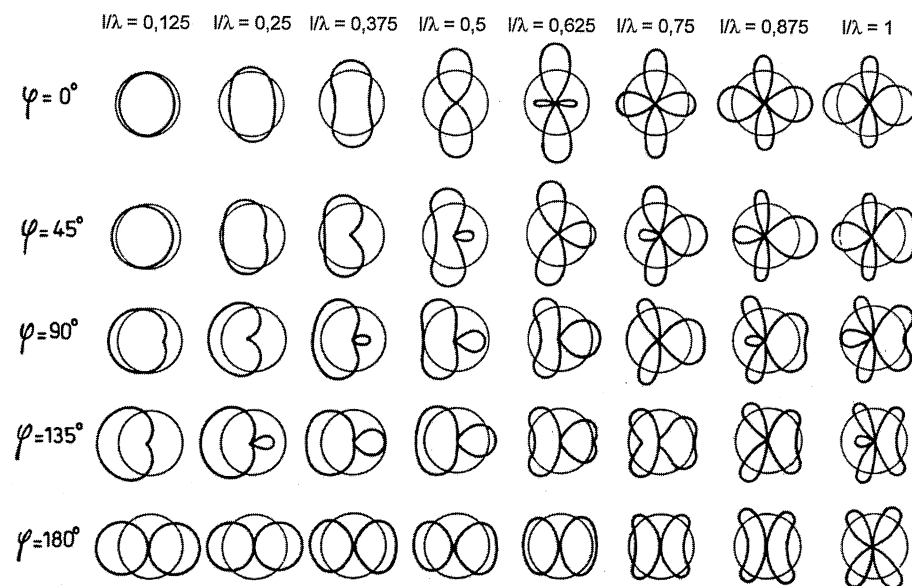 l/λ = 0,125 l/λ = 0,25 l/λ = 0,375 l/λ = 0,5 l/λ = 0,625 l/λ = 0,75 l/λ = 0,875 l/λ = 1
φ=0°
φ=45°
φ=90°
φ=135°
φ=180°